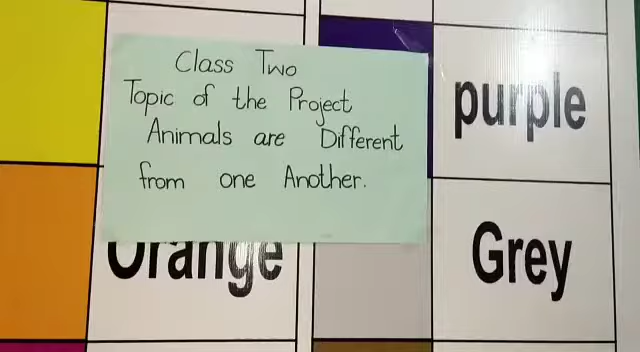 Class Two
Topic of the Project
Animals are Different
from one Another.
purple
Orange
Grey